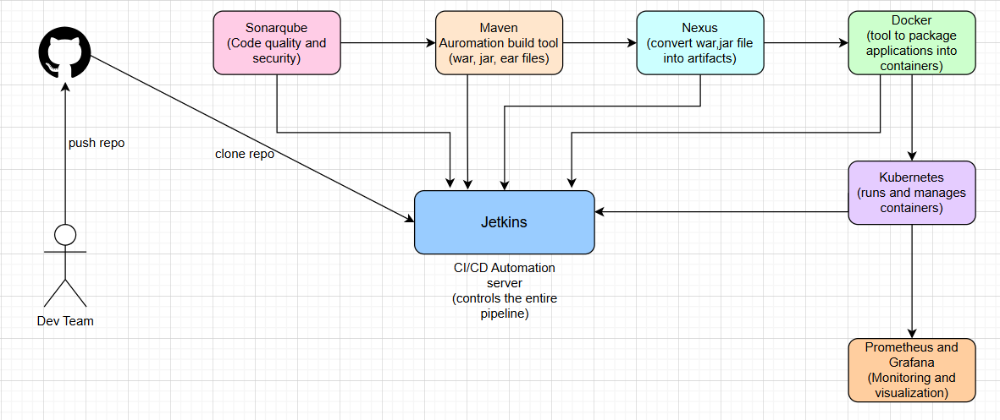 Sonarqube
(Code quality and
security)
Maven
Auromation build tool
(war, jar, ear files)
Nexus
(convert war,jar file
into artifacts)
Docker
(tool to package
applications into
containers)
push repo
clone repo
Kubernetes
(runs and manages
containers)
Jetkins
CI/CD Automation
server
(controls the entire
pipeline)
Dev Team
Prometheus and
Grafana
(Monitoring and
visualization)